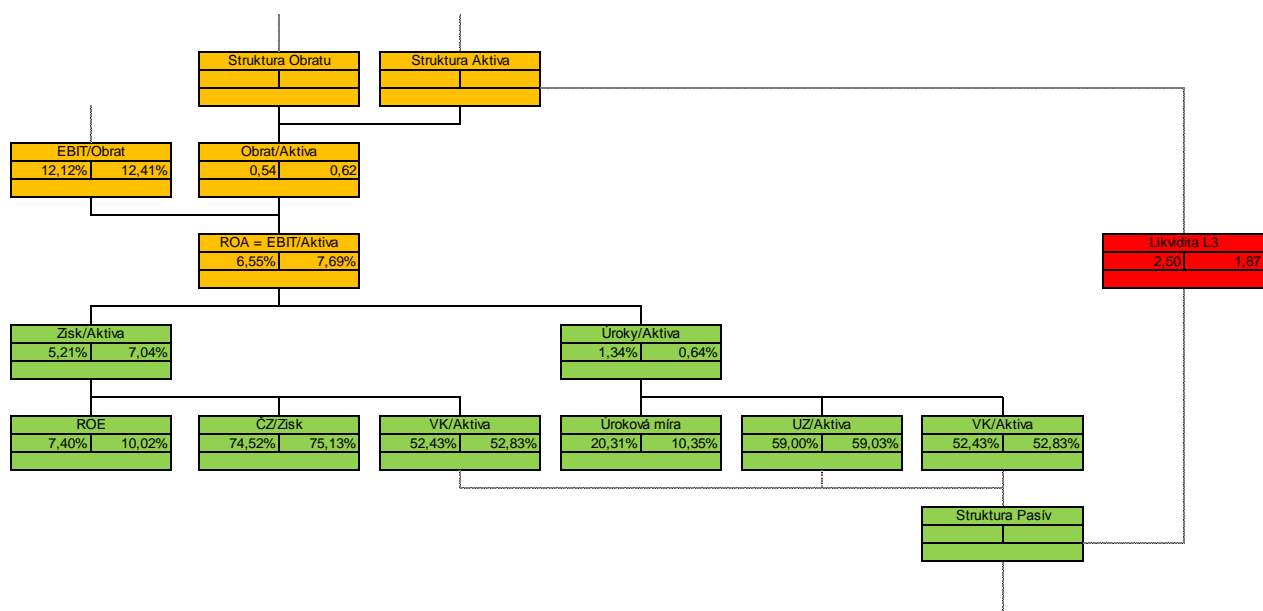 Struktura Obratu
Struktura Aktiva
EBIT/Obrat
12,12% 12,41%
Obrat/Aktiva
0,54 0,62
ROA = EBIT/Aktiva
6,55% 7,69%
Likvidita L3
2,50 1,87
Zisk/Aktiva
5,21% 7,04%
Úroky/Aktiva
1,34% 0,64%
ROE
7,40% 10,02%
ČZ/Zisk
74,52% 75,13%
VK/Aktiva
52,43% 52,83%
Úroková míra
20,31% 10,35%
UZ/Aktiva
59,00% 59,03%
VK/Aktiva
52,43% 52,83%
Struktura Pasív